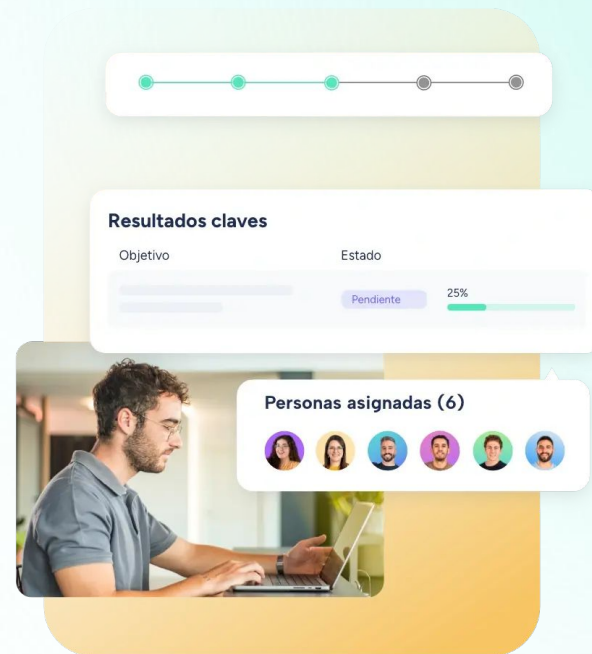 Resultados claves
Objetivo Estado
Pendiente 25%
Personas asignadas (6)